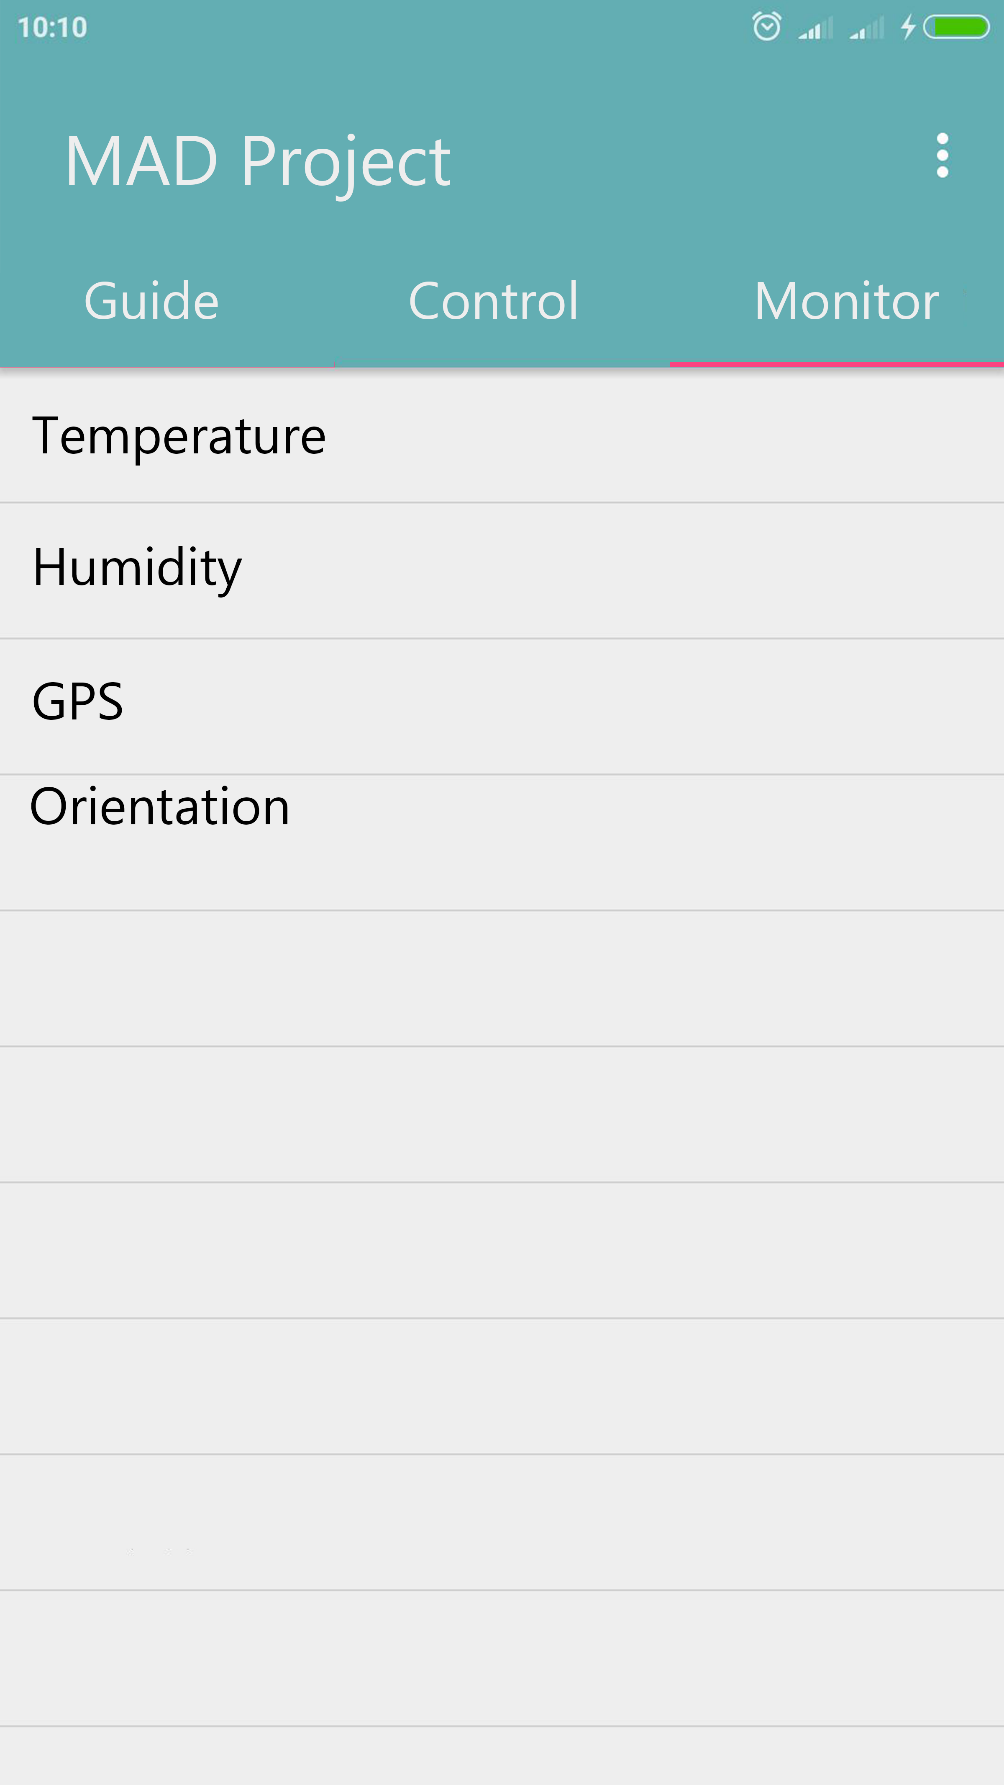 10:10
MAD Project
Guide Control Monitor
Temperature
Humidity
GPS
Orientation